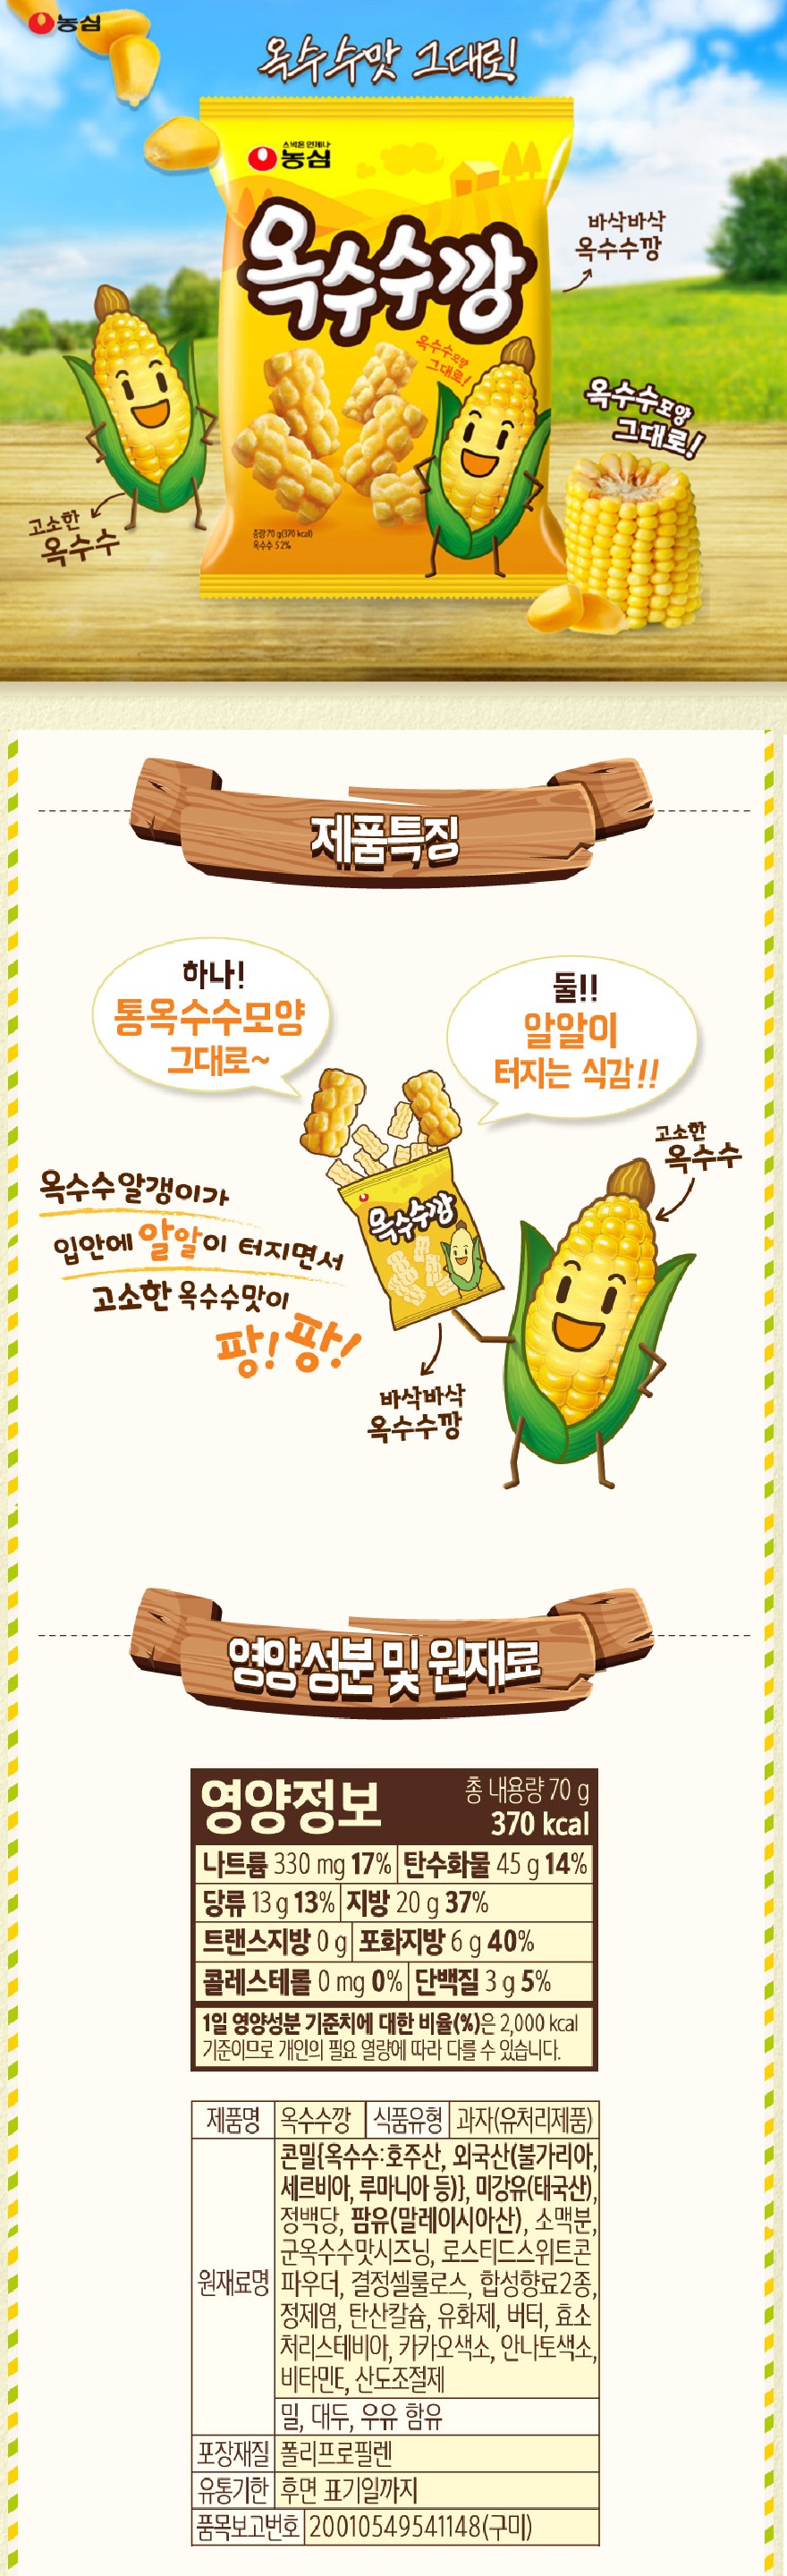 농심
옥수수맛 그대로!
스낵은 언제나
농심
옥수수깡
바삭바삭
옥수수깡
옥수수모양
그대로!
옥수수모양
그대로!
고소한
옥수수
중량 70 g(370 kcal)
옥수수 52%
제품특징
하나!
통옥수수모양
그대로~
둘!!
알알이
터지는 식감!!
고소한
옥수수
옥수수알갱이가
입안에 알알이 터지면서
고소한 옥수수맛이
팡! 팡!
옥수수깡
바삭바삭
옥수수깡
영양성분 및 원재료
영양정보 총 내용량 70 g
370 kcal
나트륨 330 mg 17% 탄수화물 45 g 14%
당류 13 g 13% 지방 20 g 37%
트랜스지방 0 g 포화지방 6 g 40%
콜레스테롤 0 mg 0% 단백질 3 g 5%
1일 영양성분 기준치에 대한 비율(%)은 2,000 kcal
기준이므로 개인의 필요 열량에 따라 다를 수 있습니다.
제품명 옥수수깡 식품유형 과자(유처리제품)
원재료명 콘밀{옥수수:호주산, 외국산(불가리아,
세르비아, 루마니아 등)}, 미강유(태국산),
정백당, 팜유(말레이시아산), 소맥분,
군옥수수맛시즈닝, 로스티드스위트콘
파우더, 결정셀룰로스, 합성향료2종,
정제염, 탄산칼슘, 유화제, 버터, 효소
처리스테비아, 카카오색소, 안나토색소,
비타민E, 산도조절제
밀, 대두, 우유 함유
포장재질 폴리프로필렌
유통기한 후면 표기일까지
품목보고번호 20010549541148(구미)